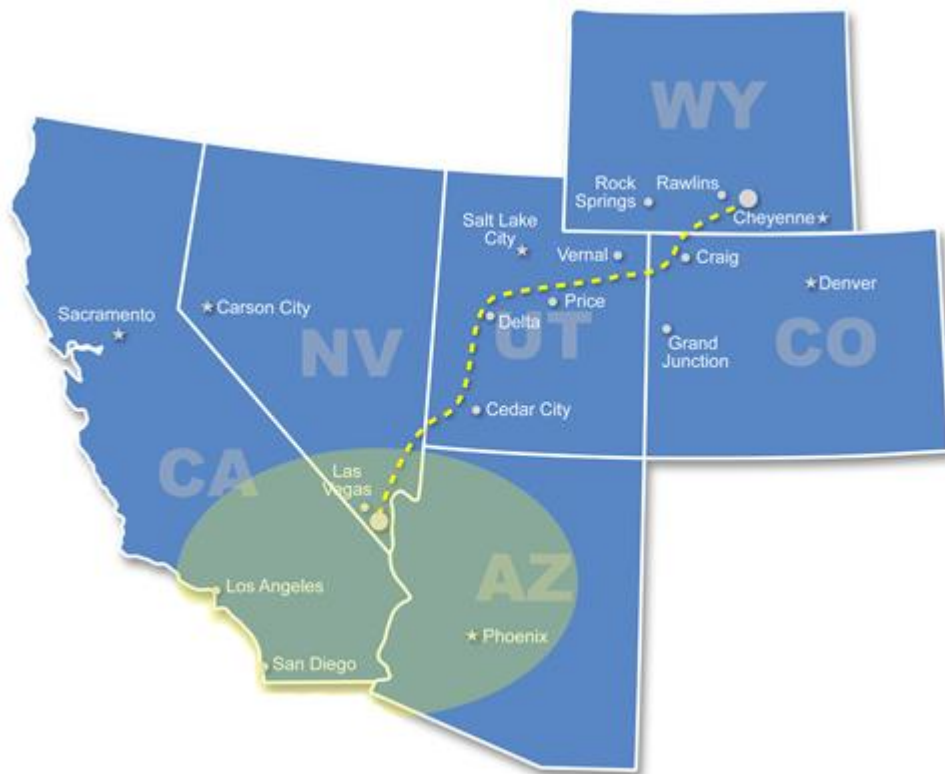 WY
Rock
Springs
Rawlins
Cheyenne
Salt Lake
City
Vernal
Craig
Denver
Sacramento
Carson City
Price
Delta
NV
UT
CO
Grand
Junction
Cedar City
CA
Las
Vegas
AZ
Los Angeles
Phoenix
San Diego